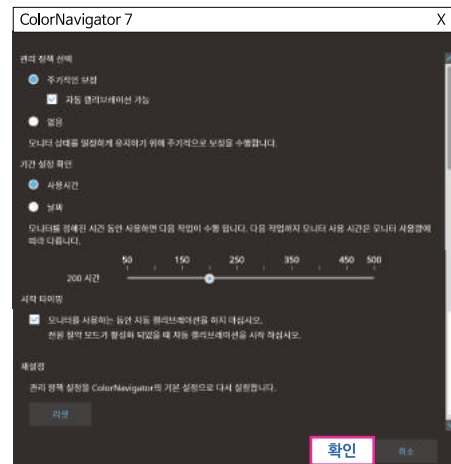 ColorNavigator 7 X
관리 정책 선택
주기적인 보정
자동 캘리브레이션 가능
없음
모니터 상태를 일정하게 유지하기 위해 주기적으로 보정을 수행합니다.
기간 설정 확인
사용시간
날짜
모니터를 정해진 시간 동안 사용하면 다음 작업이 수행 됩니다. 다음 작업까지 모니터 사용 시간은 모니터 사용량에
따라 다릅니다.
50 150 250 350 450 500
200 시간
시작 타이밍
모니터를 사용하는 동안 자동 캘리브레이션을 하지 마십시오.
전원 절약 모드가 활성화 되었을 때 자동 캘리브레이션을 시작 하십시오.
재설정
관리 정책 설정을 ColorNavigator의 기본 설정으로 다시 설정합니다.
리셋
확인 취소